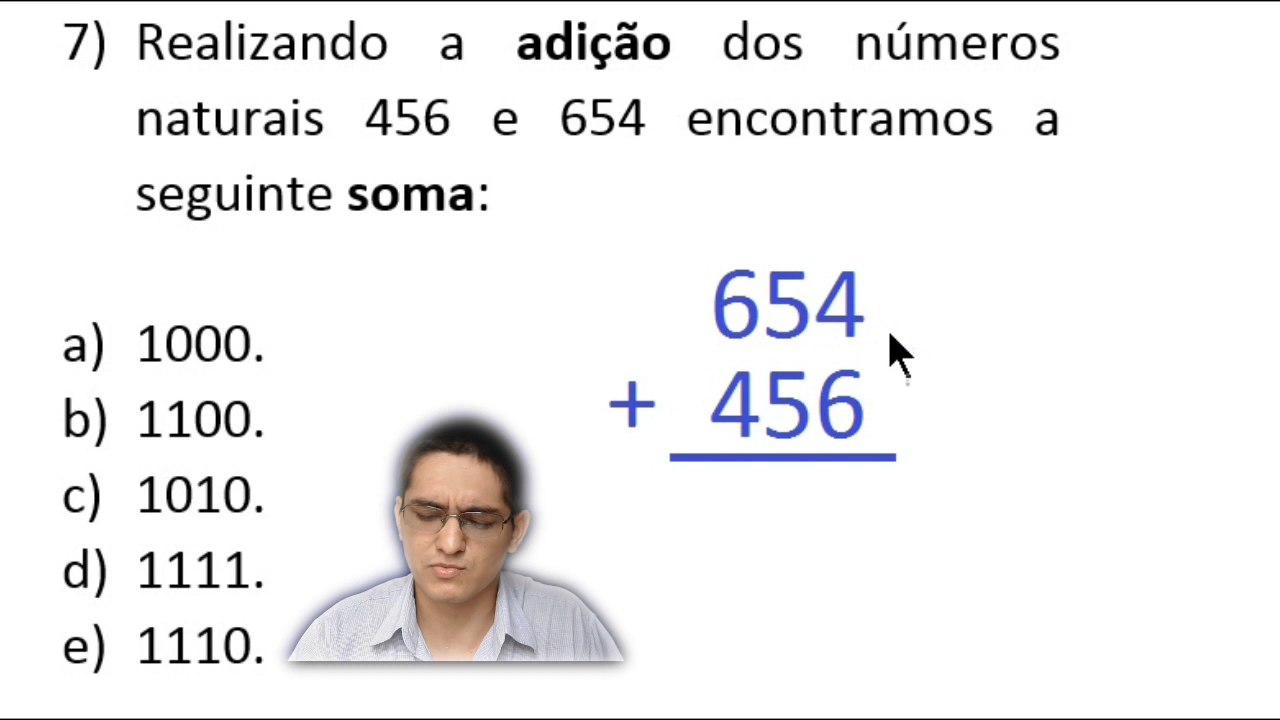 7) Realizando a adição dos números
naturais 456 e 654 encontramos a
seguinte soma:
a) 1000.
b) 1100.
c) 1010.
d) 1111.
e) 1110.
654
+ 456